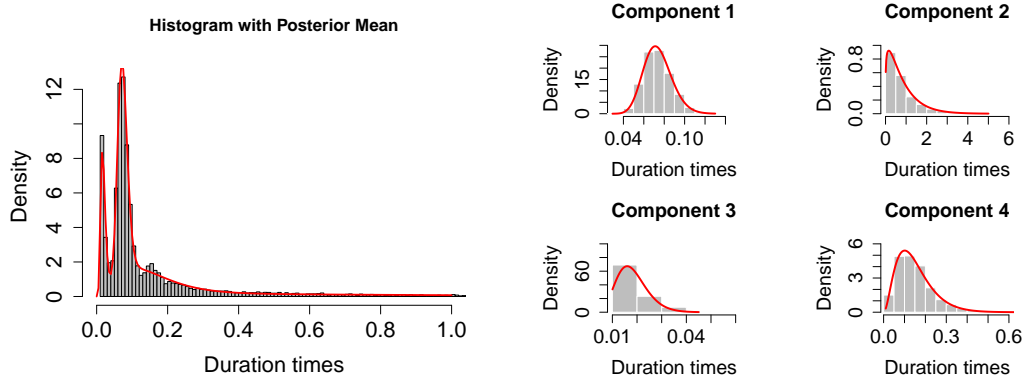 Histogram with Posterior Mean
Density
0 2 4 6 8 12
0.0 0.2 0.4 0.6 0.8 1.0
Duration times
Component 1
Density
0 15
0.04 0.10
Duration times
Component 2
Density
0.0 0.8
0 2 4 6
Duration times
Component 3
Density
0 60
0.01 0.04
Duration times
Component 4
Density
0 3 6
0.0 0.3 0.6
Duration times